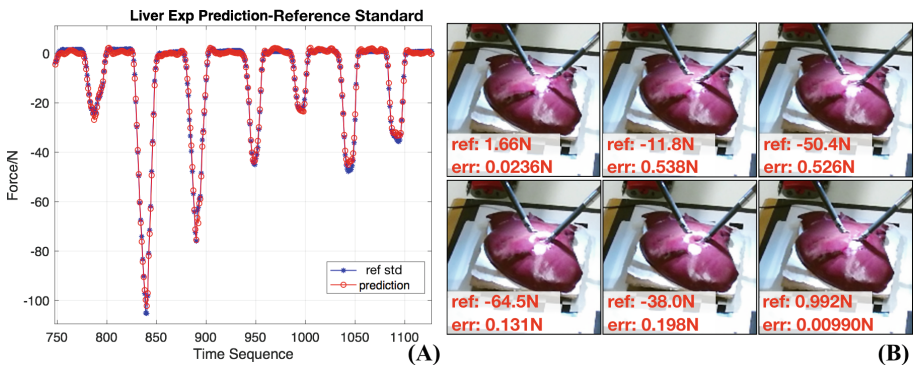 Liver Exp Prediction-Reference Standard
0
-20
-40
-60
-80
-100
Force/N
ref std
prediction
750
800
850
900
950
1000
1050
1100
Time Sequence
(A)
ref: 1.66N
err: 0.0236N
ref: -11.8N
err: 0.538N
ref: -50.4N
err: 0.526N
ref: -64.5N
err: 0.131N
ref: -38.0N
err: 0.198N
ref: 0.992N
err: 0.00990N
(B)